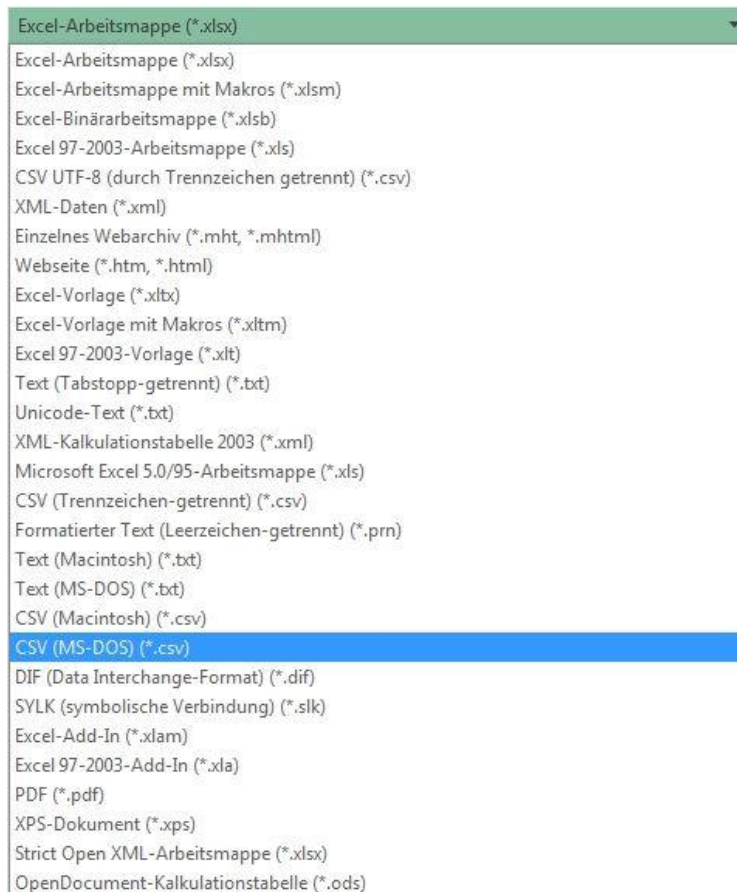 Excel-Arbeitsmappe (*.xlsx)
Excel-Arbeitsmappe (*.xlsx)
Excel-Arbeitsmappe mit Makros (*.xlsm)
Excel-Binärarbeitsmappe (*.xlsb)
Excel 97-2003-Arbeitsmappe (*.xls)
CSV UTF-8 (durch Trennzeichen getrennt) (*.csv)
XML-Daten (*.xml)
Einzelnes Webarchiv (*.mht, *.mhtml)
Webseite (*.htm, *.html)
Excel-Vorlage (*.xltx)
Excel-Vorlage mit Makros (*.xltm)
Excel 97-2003-Vorlage (*.xlt)
Text (Tabstopp-getrennt) (*.txt)
Unicode-Text (*.txt)
XML-Kalkulationstabelle 2003 (*.xml)
Microsoft Excel 5.0/95-Arbeitsmappe (*.xls)
CSV (Trennzeichen-getrennt) (*.csv)
Formatierter Text (Leerzeichen-getrennt) (*.prn)
Text (Macintosh) (*.txt)
Text (MS-DOS) (*.txt)
CSV (Macintosh) (*.csv)
CSV (MS-DOS) (*.csv)
DIF (Data Interchange-Format) (*.dif)
SYLK (symbolische Verbindung) (*.slk)
Excel-Add-In (*.xlam)
Excel 97-2003-Add-In (*.xla)
PDF (*.pdf)
XPS-Dokument (*.xps)
Strict Open XML-Arbeitsmappe (*.xlsx)
OpenDocument-Kalkulationstabelle (*.ods)